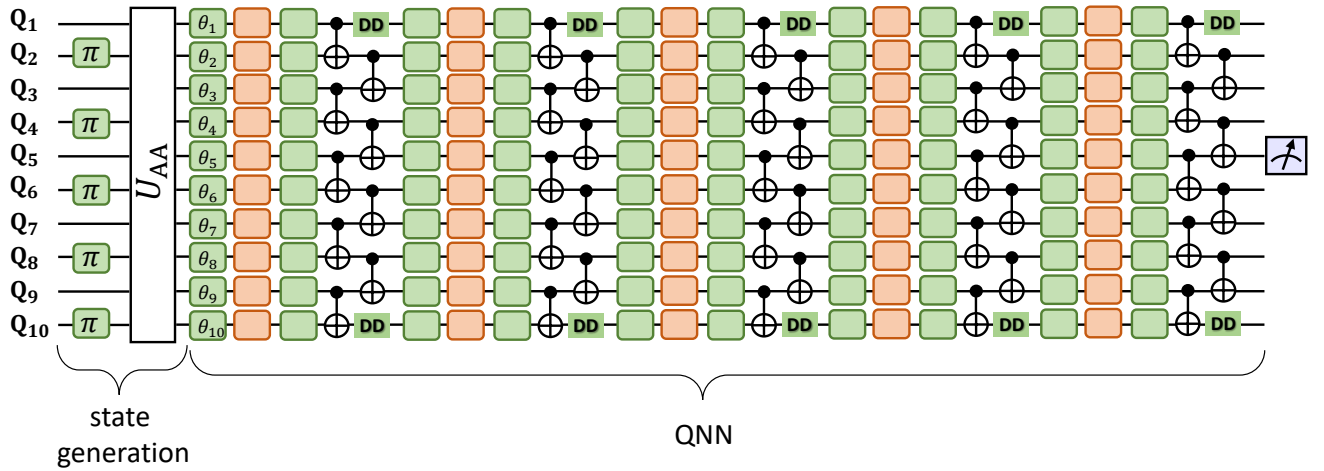 Q1 θ1 DD DD DD DD DD
Q2 π θ2
Q3 θ3
Q4 π θ4
Q5 θ5
Q6 π θ6
Q7 θ7
Q8 π θ8
Q9 θ9
Q10 π θ10 DD DD DD DD DD
UAA
state
generation
QNN